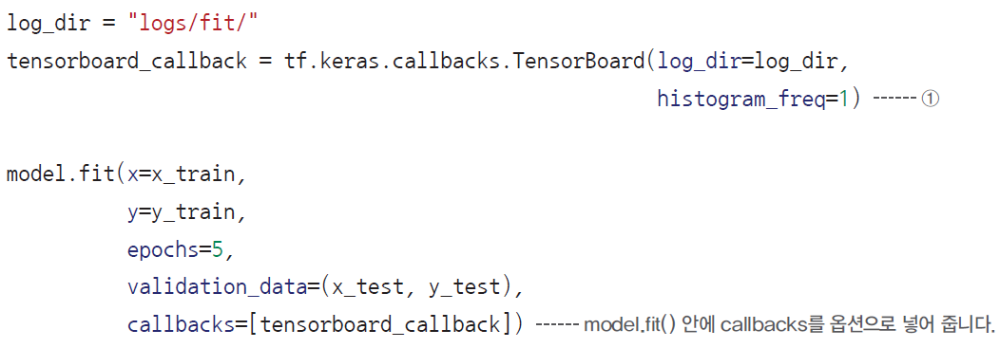 log_dir = "logs/fit/"
tensorboard_callback = tf.keras.callbacks.TensorBoard(log_dir=log_dir,
histogram_freq=1) ------ ①
model.fit(x=x_train,
y=y_train,
epochs=5,
validation_data=(x_test, y_test),
callbacks=[tensorboard_callback]) ------ model.fit() 안에 callbacks를 옵션으로 넣어 줍니다.